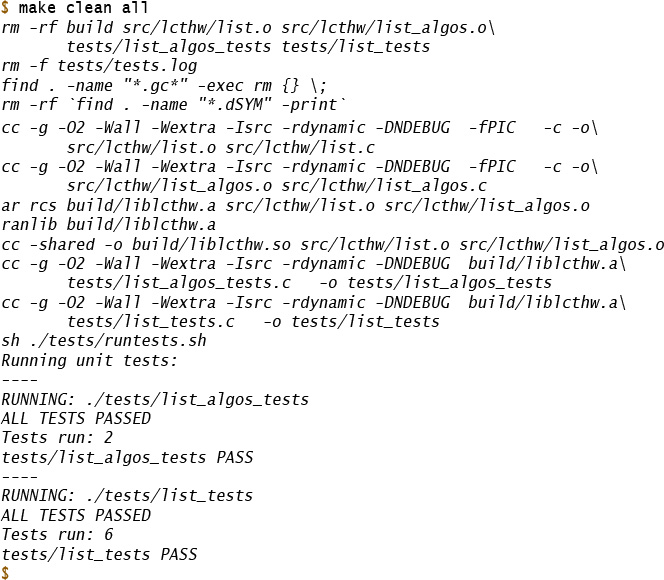 $ make clean all
rm -rf build src/lcthw/list.o src/lcthw/list_algos.o\
       tests/list_algos_tests tests/list_tests
rm -f tests/tests.log
find . -name "*.gc*" -exec rm {} \;
rm -rf `find . -name "*.dSYM" -print`
cc -g -O2 -Wall -Wextra -Isrc -rdynamic -DNDEBUG  -fPIC   -c -o\
       src/lcthw/list.o src/lcthw/list.c
cc -g -O2 -Wall -Wextra -Isrc -rdynamic -DNDEBUG  -fPIC   -c -o\
       src/lcthw/list_algos.o src/lcthw/list_algos.c
ar rcs build/liblcthw.a src/lcthw/list.o src/lcthw/list_algos.o
ranlib build/liblcthw.a
cc -shared -o build/liblcthw.so src/lcthw/list.o src/lcthw/list_algos.o
cc -g -O2 -Wall -Wextra -Isrc -rdynamic -DNDEBUG  build/liblcthw.a\
       tests/list_algos_tests.c   -o tests/list_algos_tests
cc -g -O2 -Wall -Wextra -Isrc -rdynamic -DNDEBUG  build/liblcthw.a\
       tests/list_tests.c   -o tests/list_tests
sh ./tests/runtests.sh
Running unit tests:
----
RUNNING: ./tests/list_algos_tests
ALL TESTS PASSED
Tests run: 2
tests/list_algos_tests PASS
----
RUNNING: ./tests/list_tests
ALL TESTS PASSED
Tests run: 6
tests/list_tests PASS
$